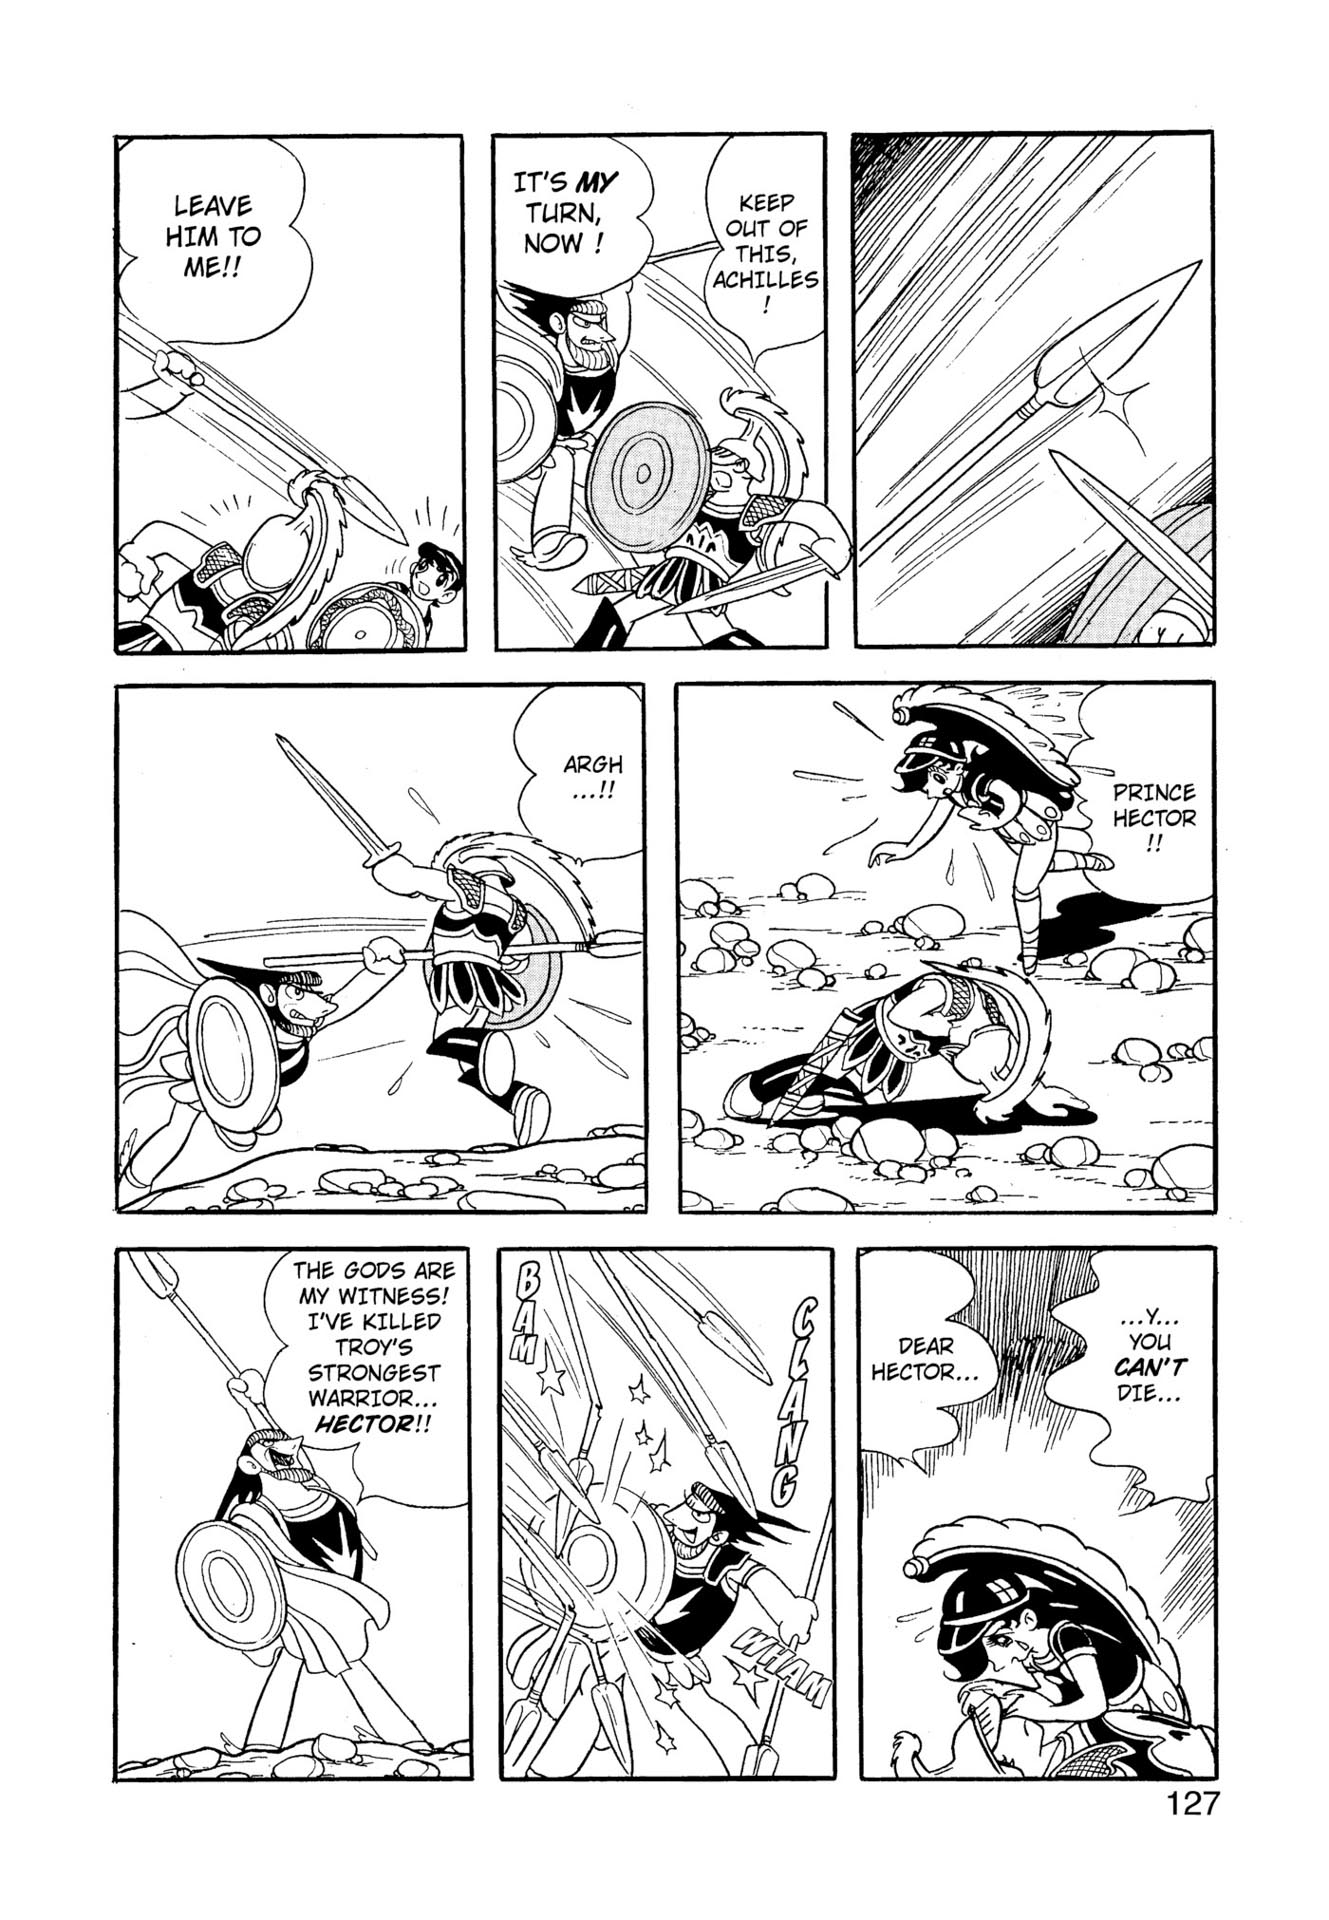 LEAVE
HIM TO
ME!!
IT'S MY
TURN,
NOW !
KEEP
OUT OF
THIS,
ACHILLES
!
ARGH
...!!
PRINCE
HECTOR
!!
THE GODS ARE
MY WITNESS!
I'VE KILLED
TROY'S
STRONGEST
WARRIOR...
HECTOR!!
BAM
CLANG
WHAM
DEAR
HECTOR...
...Y...
YOU
CAN'T
DIE...
127